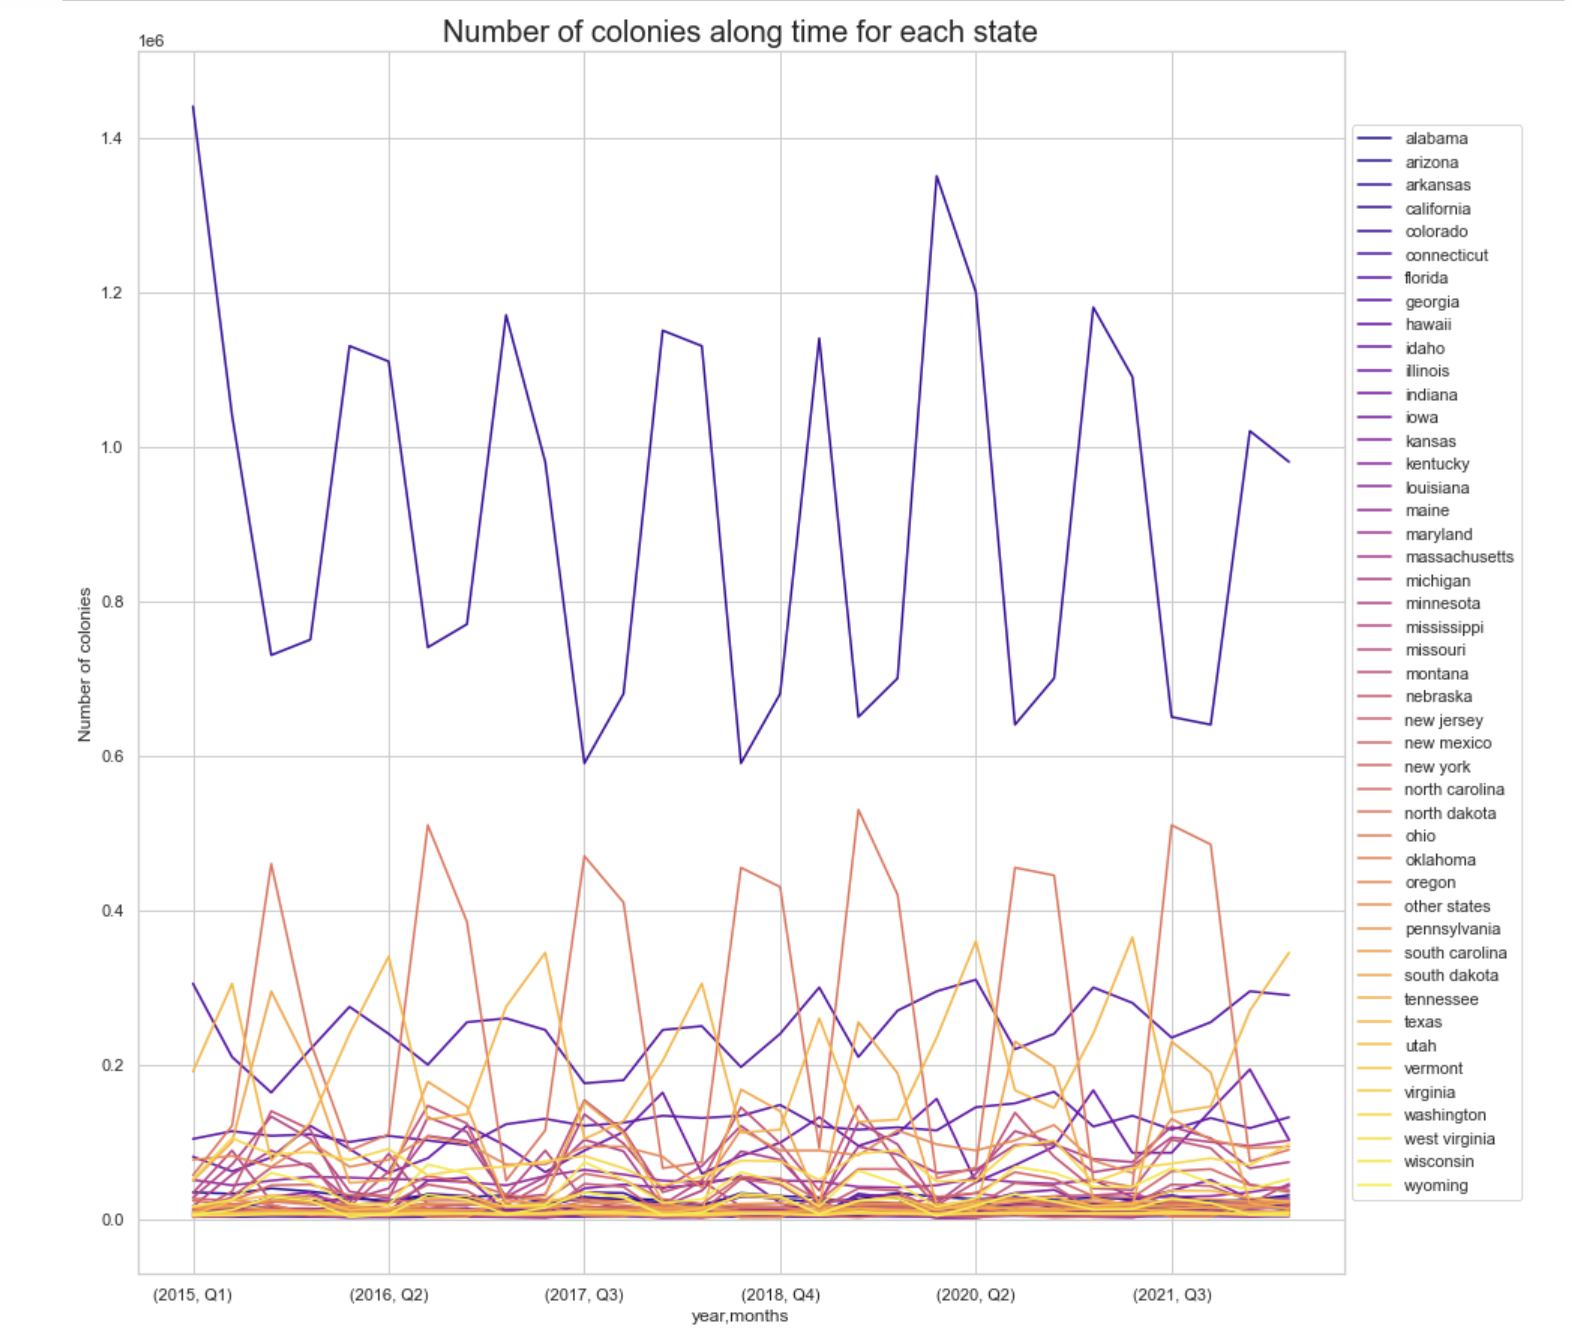 Number of colonies along time for each state
1e6
1.4
1.2
1.0
0.8
0.6
0.4
0.2
0.0
Number of colonies
(2015, Q1)
(2016, Q2)
(2017, Q3)
(2018, Q4)
(2020, Q2)
(2021, Q3)
year,months
alabama
arizona
arkansas
california
colorado
connecticut
florida
georgia
hawaii
idaho
illinois
indiana
iowa
kansas
kentucky
louisiana
maine
maryland
massachusetts
michigan
minnesota
mississippi
missouri
montana
nebraska
new jersey
new mexico
new york
north carolina
north dakota
ohio
oklahoma
oregon
other states
pennsylvania
south carolina
south dakota
tennessee
texas
utah
vermont
virginia
washington
west virginia
wisconsin
wyoming